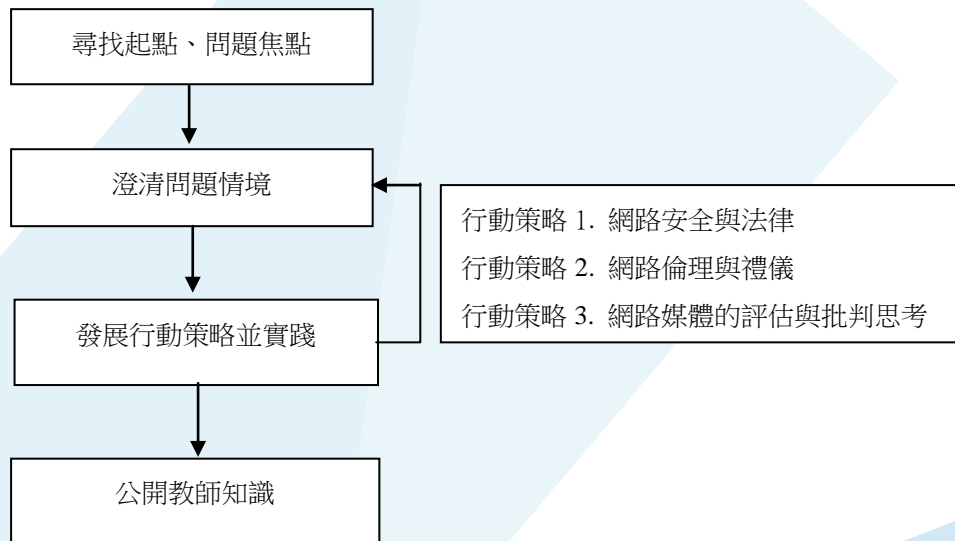 尋找起點、問題焦點
澄清問題情境
行動策略 1. 網路安全與法律
行動策略 2. 網路倫理與禮儀
行動策略 3. 網路媒體的評估與批判思考
發展行動策略並實踐
公開教師知識